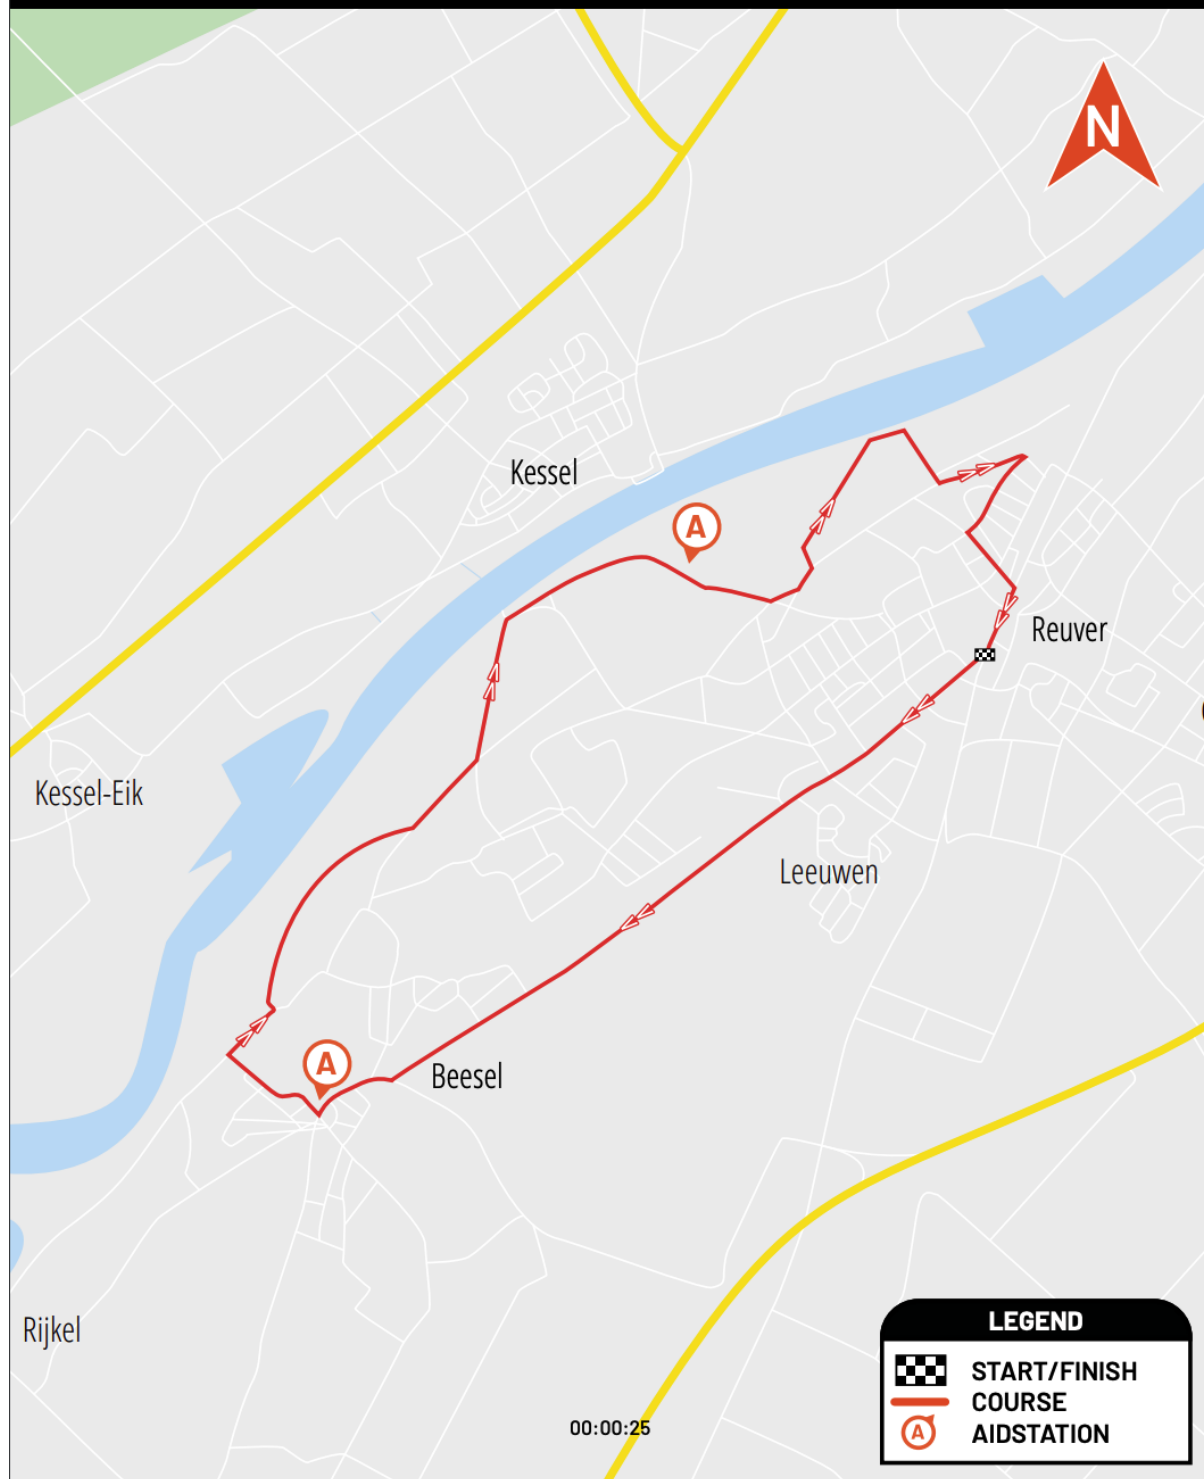 N
Kessel
A
Reuver
Kessel-Eik
Leeuwen
A
Beesel
Rijkel
LEGEND
START/FINISH
COURSE
A AIDSTATION
00:00:25